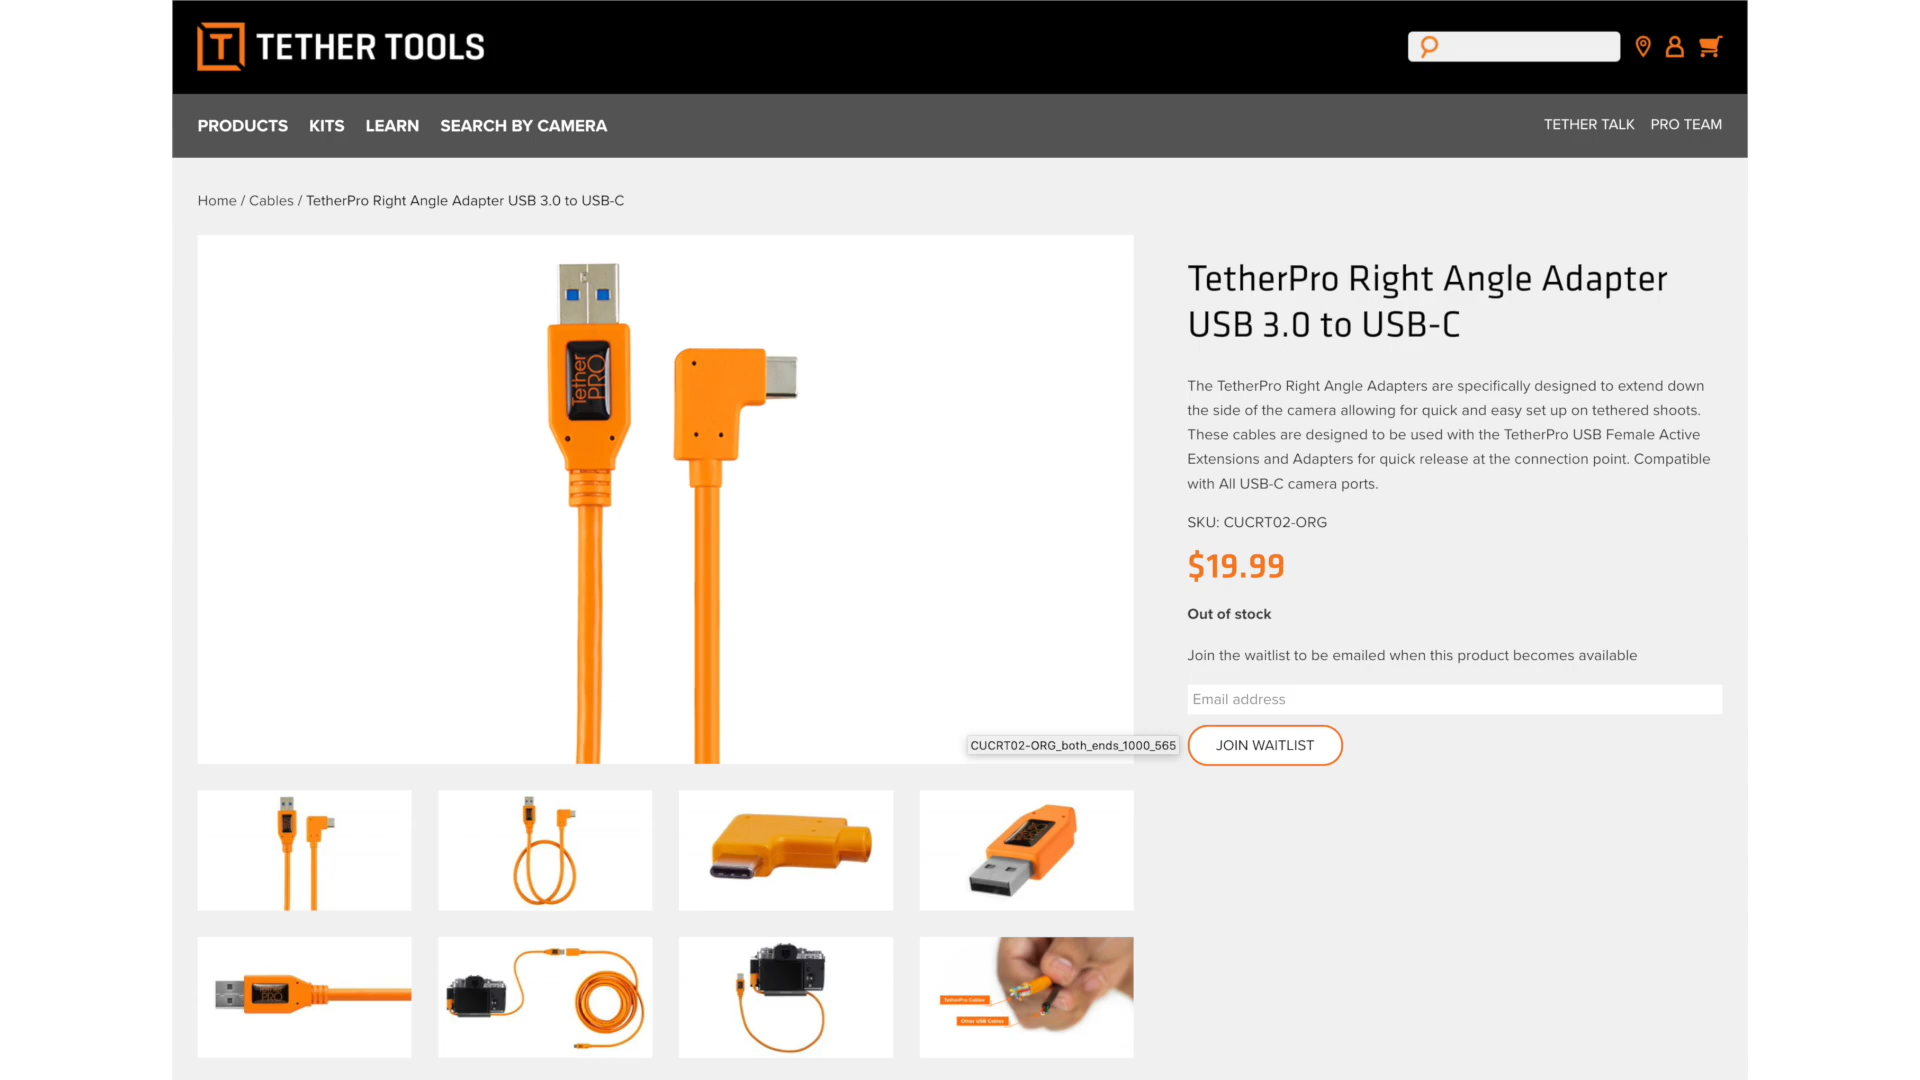 TETHER TOOLS
PRODUCTS KITS LEARN SEARCH BY CAMERA
TETHER TALK PRO TEAM
Home / Cables / TetherPro Right Angle Adapter USB 3.0 to USB-C
Tether
PRO
TetherPro Right Angle Adapter
USB 3.0 to USB-C
The TetherPro Right Angle Adapters are specifically designed to extend down
the side of the camera allowing for quick and easy set up on tethered shoots.
These cables are designed to be used with the TetherPro USB Female Active
Extensions and Adapters for quick release at the connection point. Compatible
with All USB-C camera ports.
SKU: CUCRT02-ORG
$19.99
Out of stock
Join the waitlist to be emailed when this product becomes available
Email address
CUCRT02-ORG_both_ends_1000_565
JOIN WAITLIST
TetherPro Cable
Other USB Cables